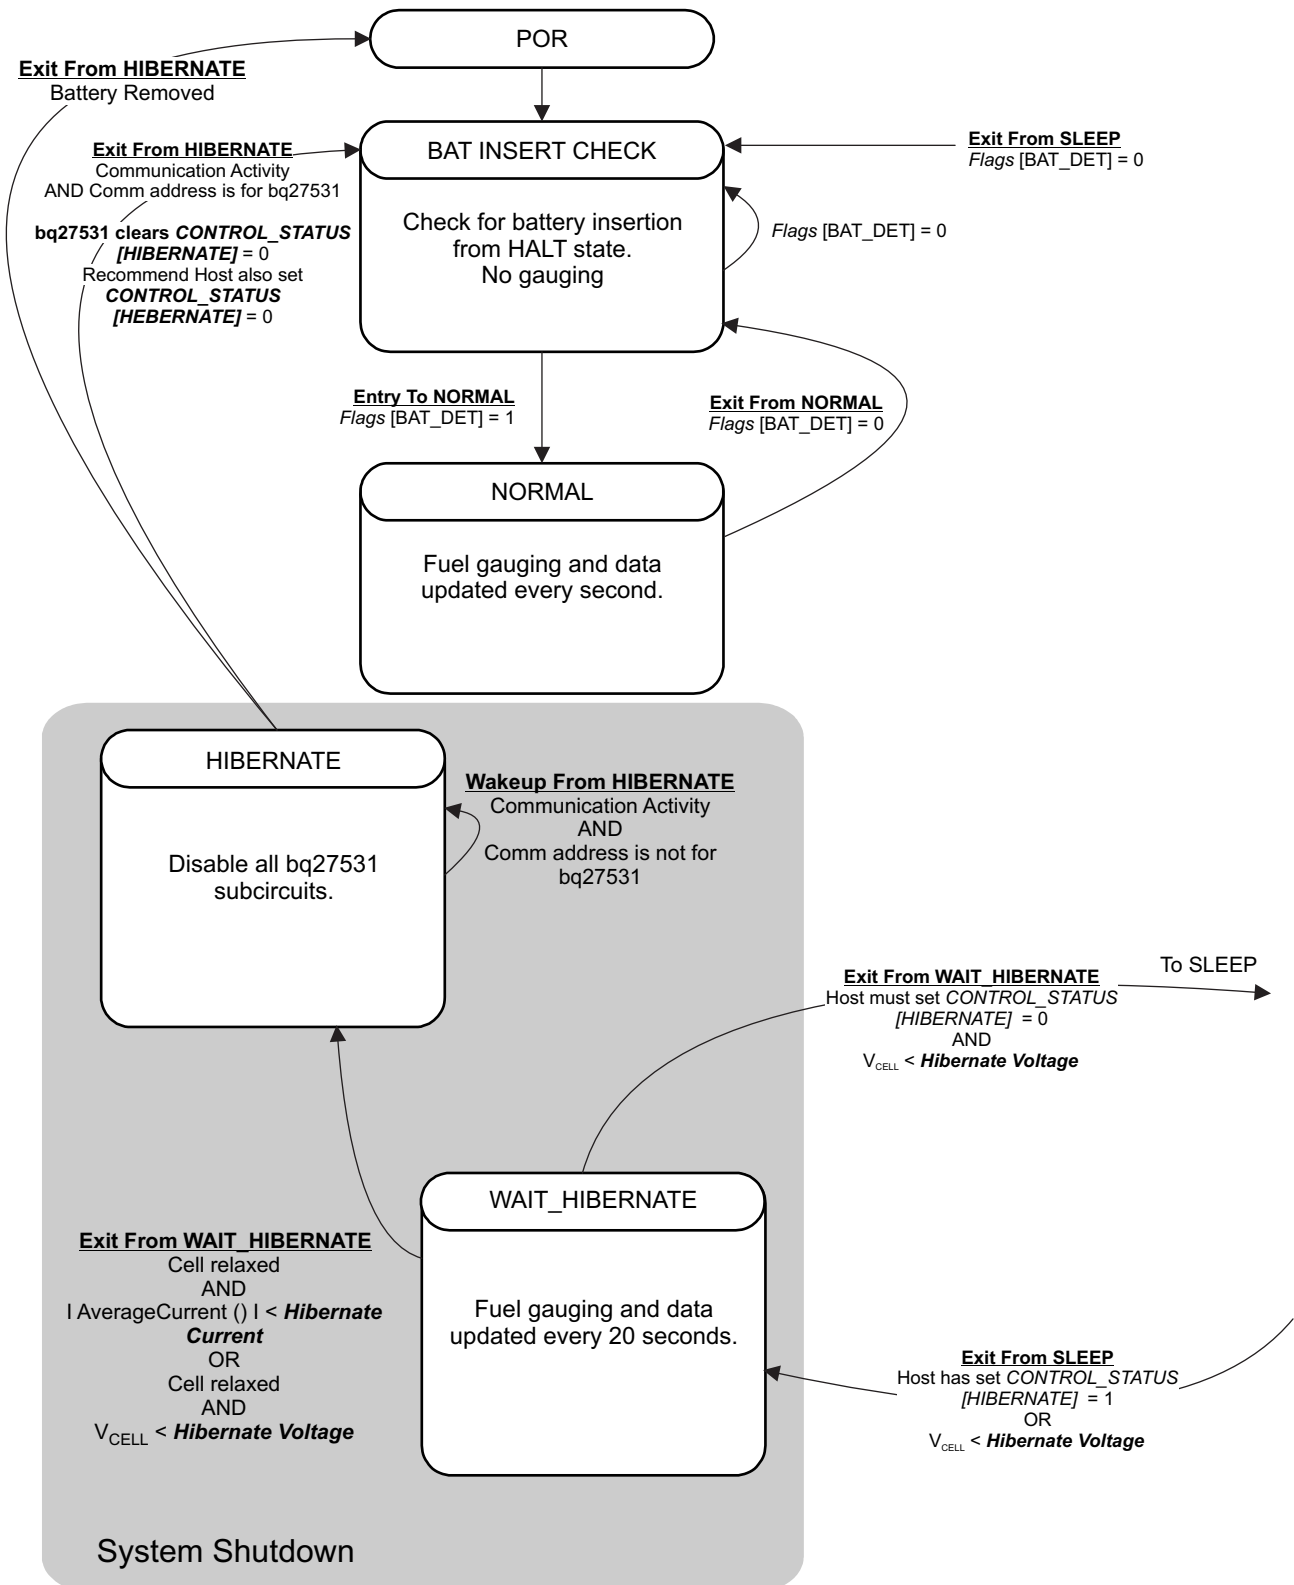 POR
Exit From HIBERNATE
Battery Removed
Exit From HIBERNATE
Communication Activity
AND Comm address is for bq27531
bq27531 clears CONTROL_STATUS
[HIBERNATE] = 0
Recommend Host also set
CONTROL_STATUS
[HEBERNATE] = 0
BAT INSERT CHECK
Check for battery insertion
from HALT state.
No gauging
Exit From SLEEP
Flags [BAT_DET] = 0
Flags [BAT_DET] = 0
Entry To NORMAL
Flags [BAT_DET] = 1
Exit From NORMAL
Flags [BAT_DET] = 0
NORMAL
Fuel gauging and data
updated every second.
HIBERNATE
Disable all bq27531
subcircuits.
Wakeup From HIBERNATE
Communication Activity
AND
Comm address is not for
bq27531
Exit From WAIT_HIBERNATE
Host must set CONTROL_STATUS
[HIBERNATE] = 0
AND
VCELL < Hibernate Voltage
To SLEEP
WAIT_HIBERNATE
Fuel gauging and data
updated every 20 seconds.
Exit From WAIT_HIBERNATE
Cell relaxed
AND
I AverageCurrent () I < Hibernate
Current
OR
Cell relaxed
AND
VCELL < Hibernate Voltage
Exit From SLEEP
Host has set CONTROL_STATUS
[HIBERNATE] = 1
OR
VCELL < Hibernate Voltage
System Shutdown